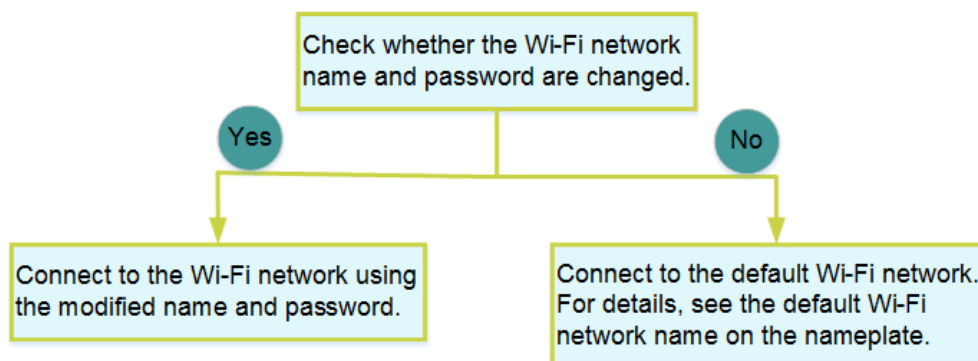 Check whether the Wi-Fi network
name and password are changed.
Yes
No
Connect to the Wi-Fi network using
the modified name and password.
Connect to the default Wi-Fi network.
For details, see the default Wi-Fi
network name on the nameplate.